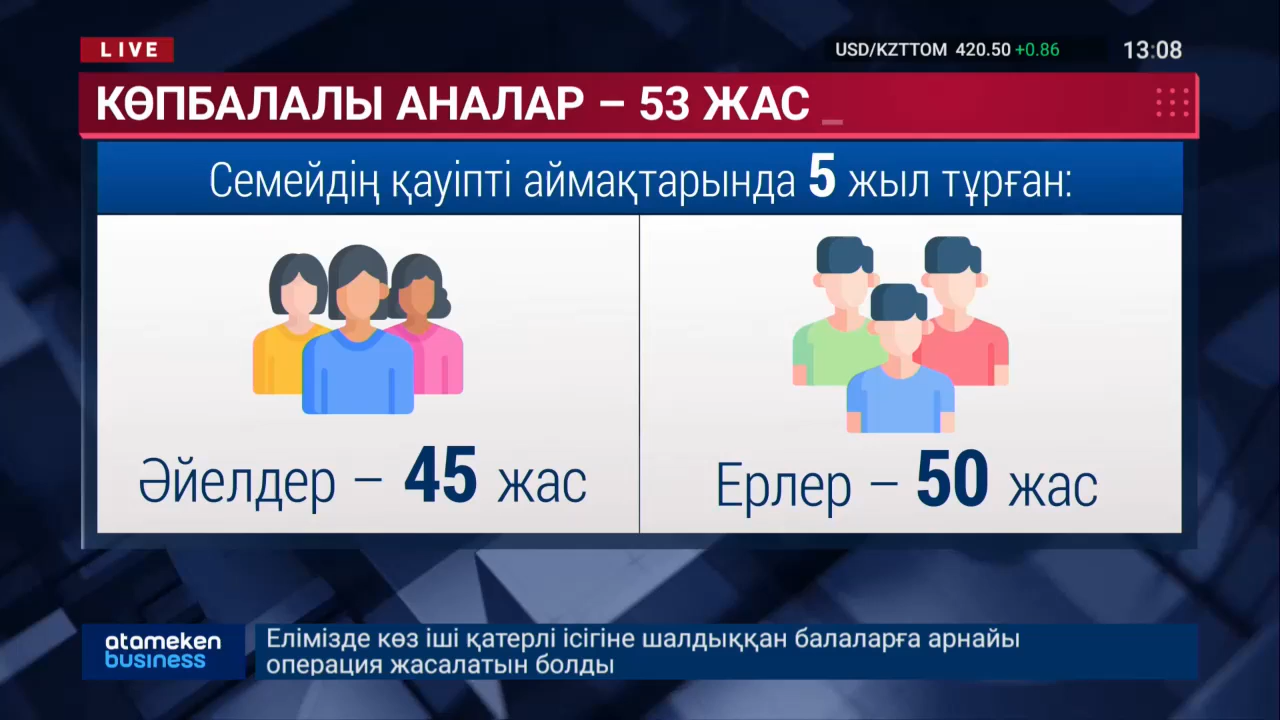 LIVE
USD/KZTTOM 420.50 +0.86
13:08
КӨПБАЛАЛЫ АНАЛАР – 53 ЖАС _
Семейдің қауіпті аймақтарында 5 жыл тұрған:
Әйелдер – 45 жас
Ерлер – 50 жас
atameken
business
Елімізде көз іші қатерлі ісігіне шалдыққан балаларға арнайы
операция жасалатын болды